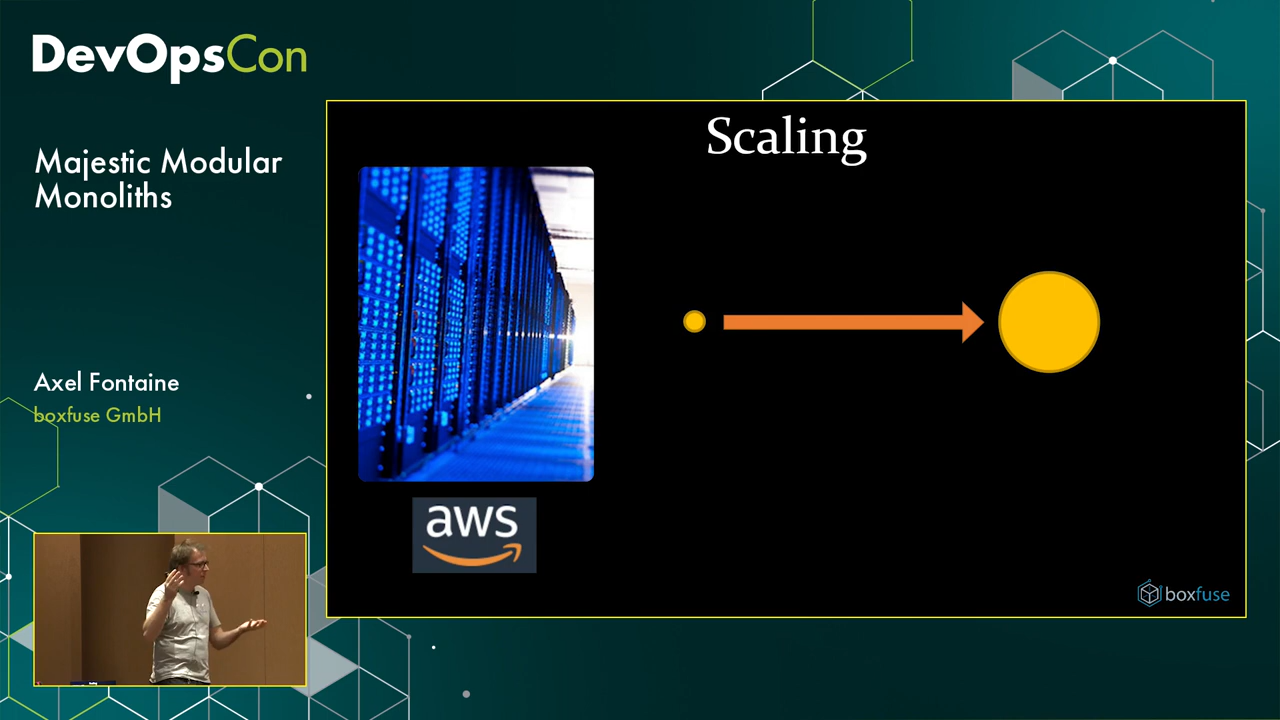 DevOpsCon
Majestic Modular
Monoliths
Axel Fontaine
boxfuse GmbH
Scaling
aws
boxfuse